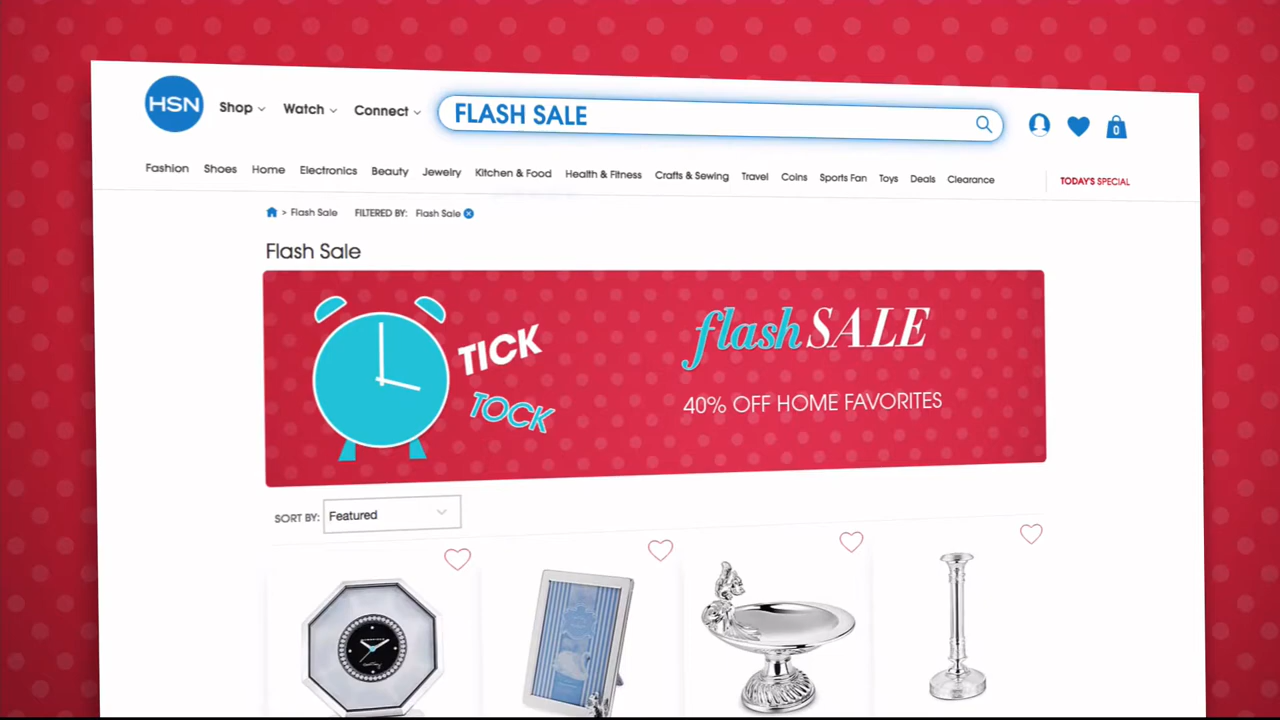 HSN Shop Watch Connect FLASH SALE 0
Fashion Shoes Home Electronics Beauty Jewelry Kitchen & Food Health & Fitness Crafts & Sewing Travel Coins Sports Fan Toys Deals Clearance TODAY'S SPECIAL
> Flash Sale FILTERED BY: Flash Sale
Flash Sale
TICK
TOCK
flash SALE
40% OFF HOME FAVORITES
SORT BY: Featured